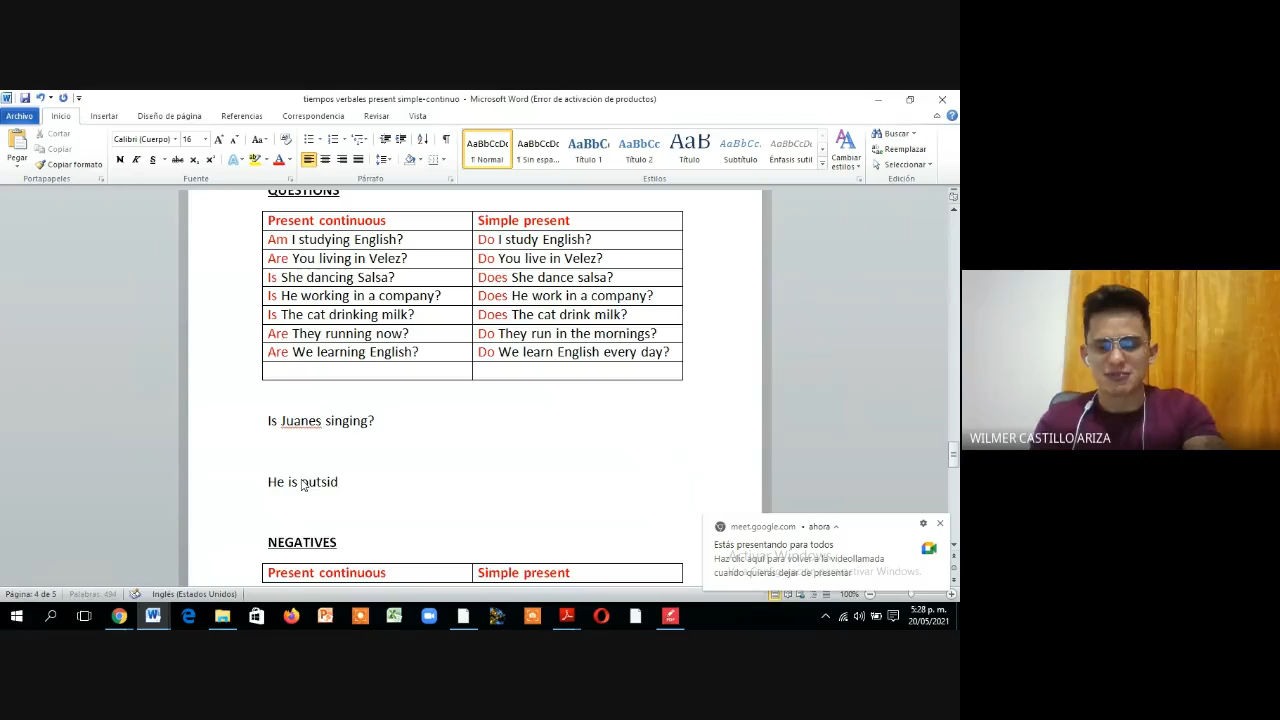 tiempos verbales present simple-continuo - Microsoft Word (Error de activación de productos)
Archivo Inicio Insertar Diseño de página Referencias Correspondencia Revisar Vista
Pegar
Cortar
Copiar
Copiar formato
Portapapeles
Calibri (Cuerpo) 16
Fuente
Párrafo
AaBbCcDc AaBbCcDc AaBbC AaBbCc AaB AaBbCc. AaBbCcDc
¶ Normal ¶ Sin espa... Título 1 Título 2 Título Subtítulo Énfasis sutil
Estilos
Cambiar estilos
Buscar
Reemplazar
Seleccionar
Edición
QUESTIONS
Present continuous Simple present
Am I studying English? Do I study English?
Are You living in Velez? Do You live in Velez?
Is She dancing Salsa? Does She dance salsa?
Is He working in a company? Does He work in a company?
Is The cat drinking milk? Does The cat drink milk?
Are They running now? Do They run in the mornings?
Are We learning English? Do We learn English every day?
Is Juanes singing?
He is outsid
NEGATIVES
Present continuous Simple present
meet.google.com • ahora
Estás presentando para todos
Haz clic aquí para volver a la videollamada
cuando quieras dejar de presentar
Activar Windows
WILMER CASTILLO ARIZA
Página: 4 de 5 Palabras: 494 Inglés (Estados Unidos) 100%
5:28 p. m.
20/05/2021